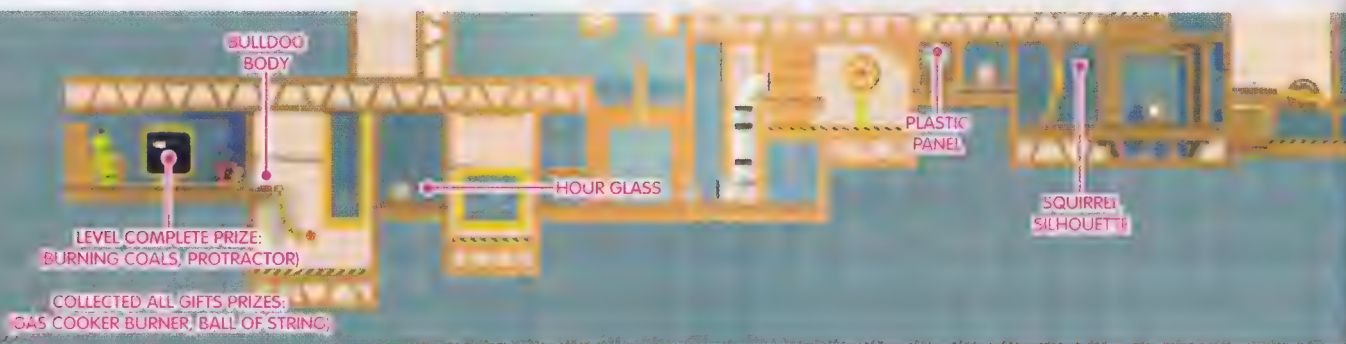 BULLDOG
BODY
PLASTIC
PANEL
HOUR GLASS
SQUIRREL
SILHOUETTE
LEVEL COMPLETE PRIZE:
BURNING COALS, PROTRACTOR)
COLLECTED ALL GIFTS PRIZES:
GAS COOKER BURNER, BALL OF STRING;